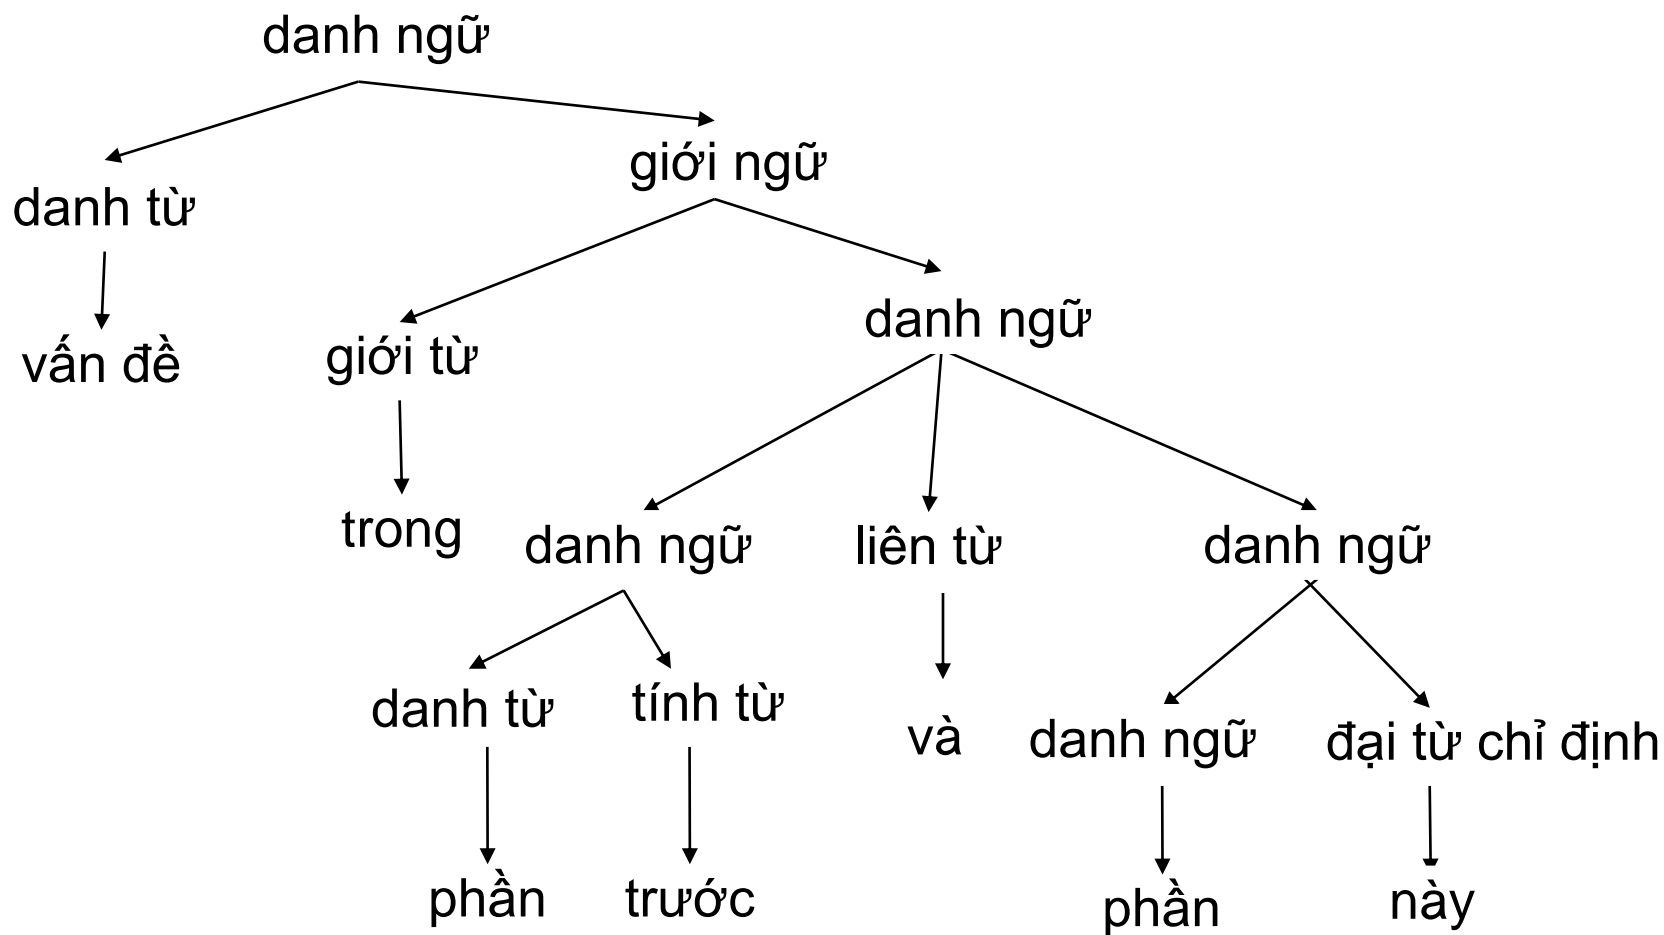 danh ngữ
giới ngữ
danh từ
danh ngữ
vấn đề
giới từ
trong
danh ngữ
liên từ
danh ngữ
danh từ
tính từ
và
danh ngữ
đại từ chỉ định
phần
trước
phần
này